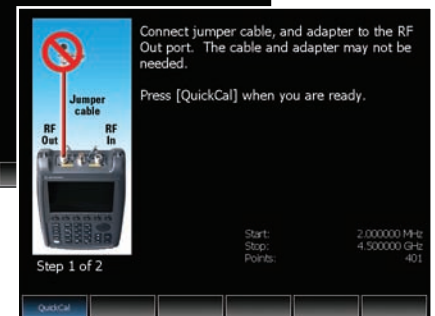 Connect jumper cable, and adapter to the RF
Out port. The cable and adapter may not be
needed.
Press [QuickCal] when you are ready.
Jumper
cable
RF
Out
RF
In
Start: 2.000000 MHz
Stop: 4.500000 GHz
Points: 401
Step 1 of 2
QuickCal